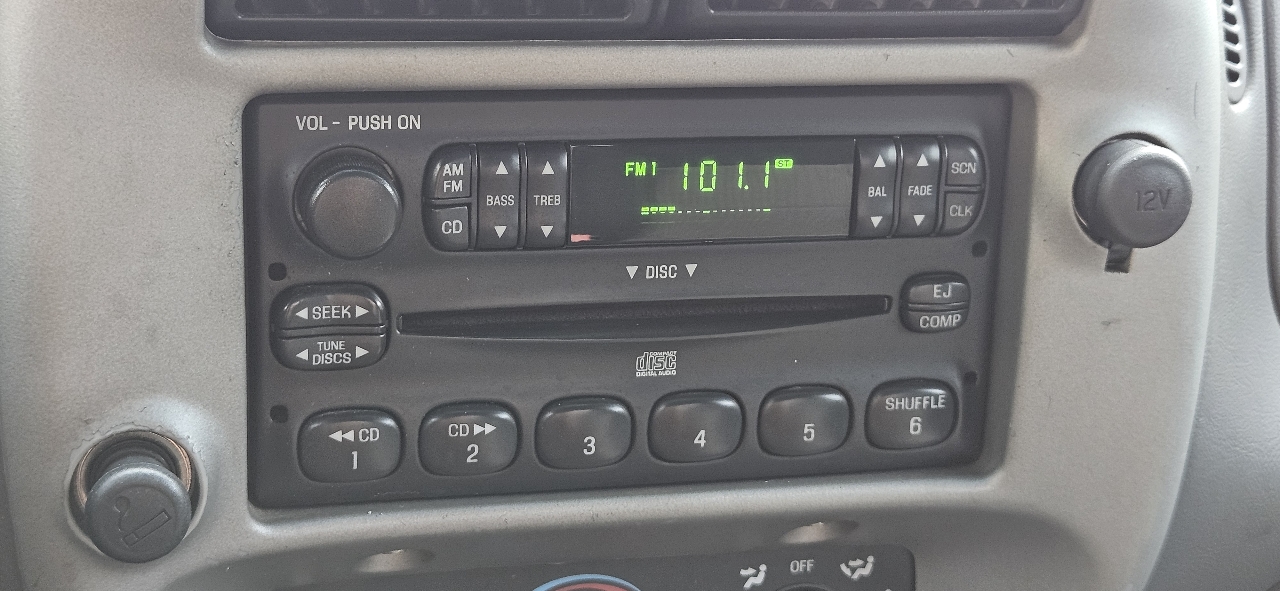 VOL - PUSH ON
AM
FM
CD
▲ BASS ▼
▲ TREB ▼
FM1 101.1 ST
▲ BAL ▼
▲ FADE ▼
SCN
CLK
12V
▼ DISC ▼
◀ SEEK ▶
◀ TUNE DISCS ▶
EJ
COMP
COMPACT
disc
DIGITAL AUDIO
◀◀ CD
1
CD ▶▶
2
3
4
5
SHUFFLE
6
OFF